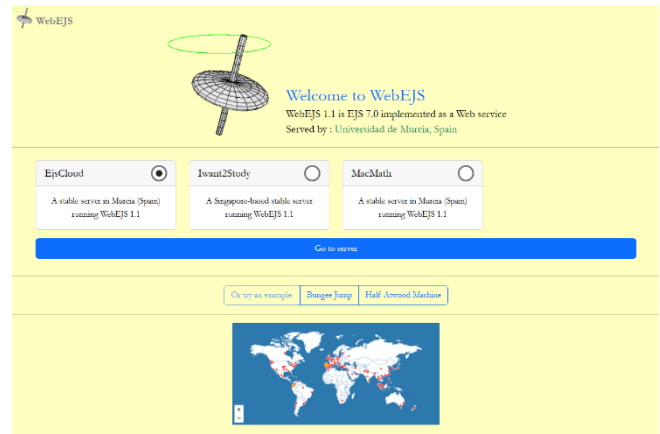 WebEJS
Welcome to WebEJS
WebEJS 1.1 is EJS 7.0 implemented as a Web service
Served by : Universidad de Murcia, Spain
EjsCloud
A stable server in Murcia (Spain)
running WebEJS 1.1
Iwant2Study
A Singapore-based stable server
running WebEJS 1.1
MacMath
A stable server in Murcia (Spain)
running WebEJS 1.1
Go to server
Or try an example: Bungee Jump Half Atwood Machine
+
-